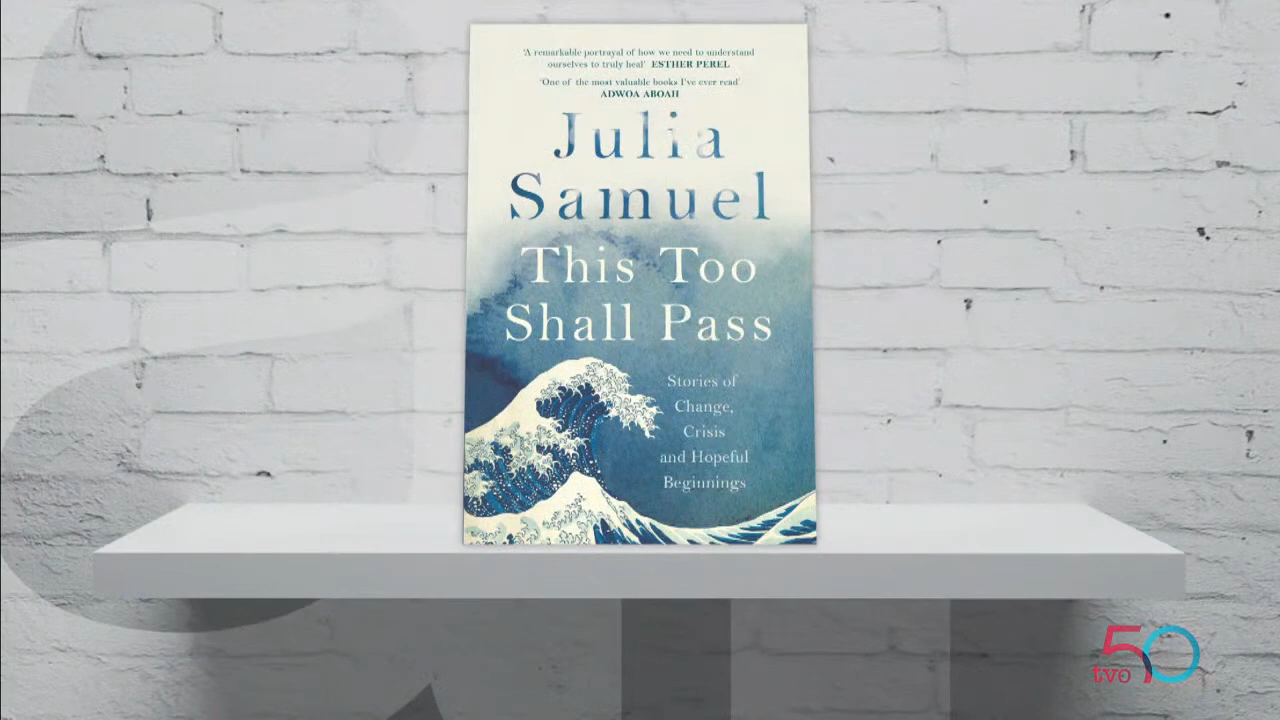 'A remarkable portrayal of how we need to understand
ourselves to truly heal' ESTHER PEREL
'One of the most valuable books I've ever read'
ADWOA ABOAH
Julia
Samuel
This Too
Shall Pass
Stories of
Change,
Crisis
and Hopeful
Beginnings
50
tvo